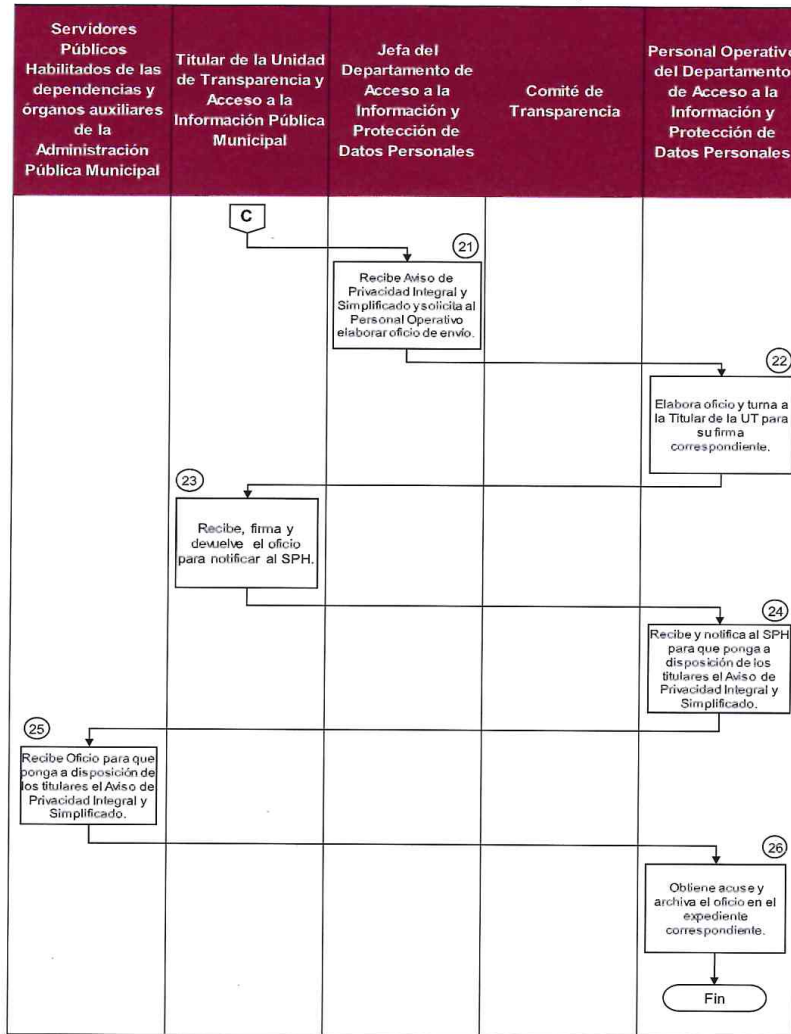 Servidores
Públicos
Habilitados de las
dependencias y
órganos auxiliares
de la
Administración
Pública Municipal
Titular de la Unidad
de Transparencia y
Acceso a la
Información Pública
Municipal
Jefa del
Departamento de
Acceso a la
Información y
Protección de
Datos Personales
Comité de
Transparencia
Personal Operativo
del Departamento
de Acceso a la
Información y
Protección de
Datos Personales
C
21
Recibe Aviso de
Privacidad Integral y
Simplificado y solicita al
Personal Operativo
elaborar oficio de envío.
22
Elabora oficio y turna a
la Titular de la UT para
su firma
correspondiente.
23
Recibe, firma y
devuelve el oficio
para notificar al SPH.
24
Recibe y notifica al SPH
para que ponga a
disposición de los
titulares el Aviso de
Privacidad Integral y
Simplificado.
25
Recibe Oficio para que
ponga a disposición de
los titulares el Aviso de
Privacidad Integral y
Simplificado.
26
Obtiene acuse y
archiva el oficio en el
expediente
correspondiente.
Fin